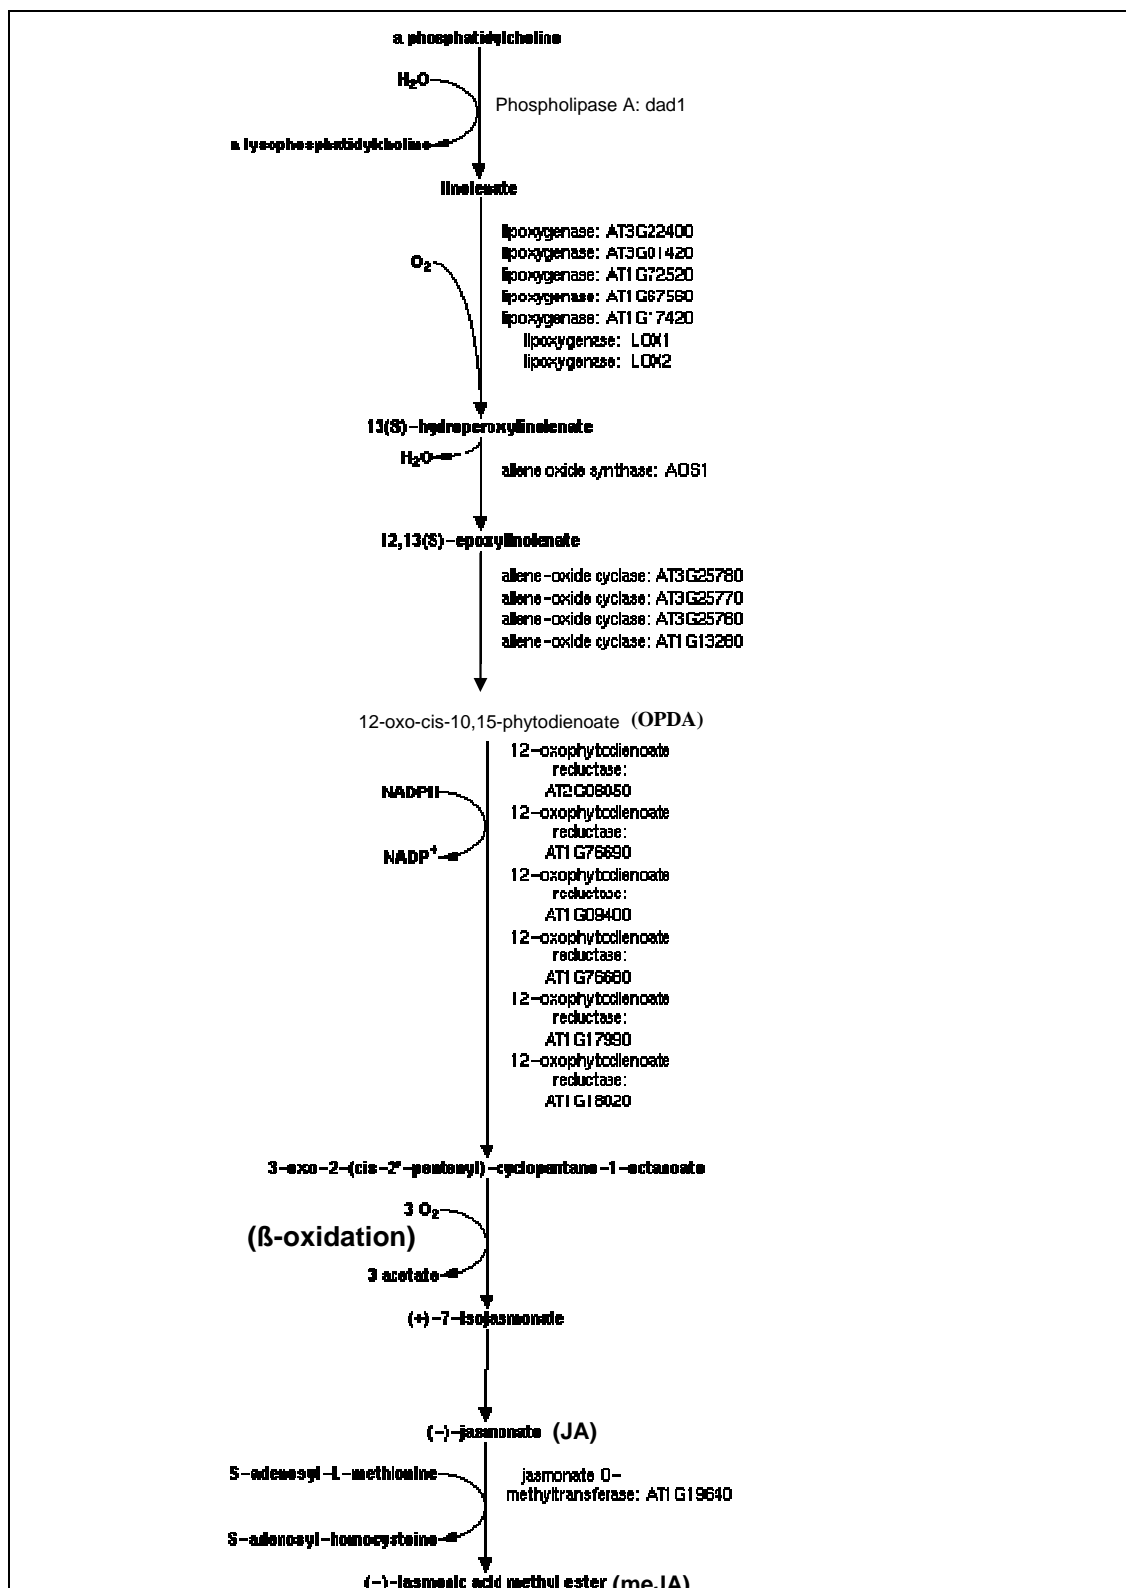 a phosphatidylcholine
H2O
Phospholipase A: dad1
a lysophosphatidylcholine
linolenate
lipoxygenase: AT3G22400
lipoxygenase: AT3G01420
O2
lipoxygenase: AT1G72520
lipoxygenase: AT1G67560
lipoxygenase: AT1G17420
lipoxygenase: LOX1
lipoxygenase: LOX2
13(S)-hydroperoxylinolenate
H2O
allene oxide synthase: AOS1
12,13(S)-epoxylinolenate
allene-oxide cyclase: AT3G25780
allene-oxide cyclase: AT3G25770
allene-oxide cyclase: AT3G25760
allene-oxide cyclase: AT1G13280
12-oxo-cis-10,15-phytodienoate (OPDA)
12-oxophytodienoate
reductase:
AT2G06050
NADPH
12-oxophytodienoate
reductase:
AT1G76690
NADP+
12-oxophytodienoate
reductase:
AT1G09400
12-oxophytodienoate
reductase:
AT1G76680
12-oxophytodienoate
reductase:
AT1G17990
12-oxophytodienoate
reductase:
AT1G18020
3-oxo-2-(cis-2'-pentenyl)-cyclopentane-1-octanoate
3 O2
(ß-oxidation)
3 acetate
(+)-7-isojasmonate
(-)-jasmonate (JA)
S-adenosyl-L-methionine
jasmonate O-
methyltransferase: AT1G19640
S-adenosyl-homocysteine
(-)-jasmonic acid methyl ester (meJA)